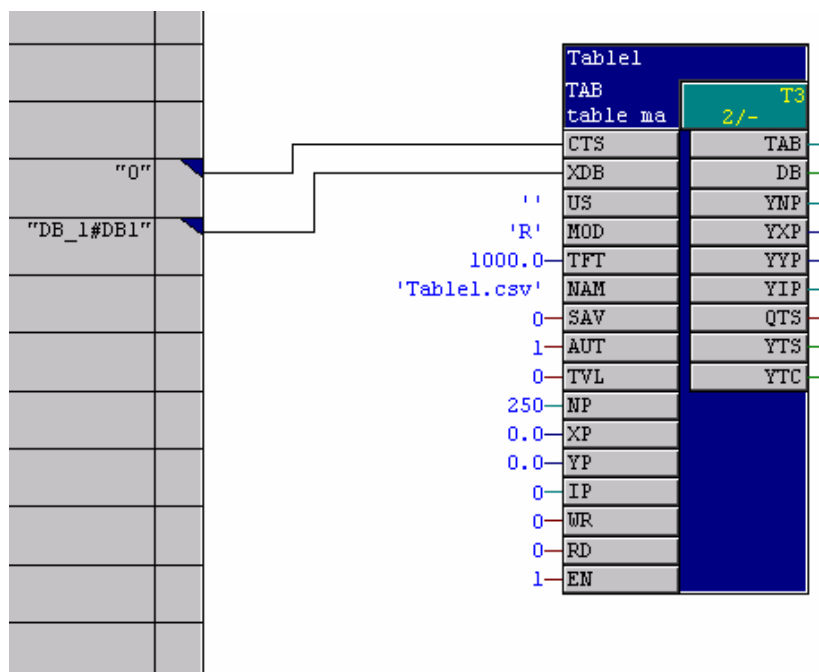 Table1
TAB T3
table ma 2/-
CTS TAB
"0" XDB DB
'' US YNP
"DB_1#DB1" 'R' MOD YXP
1000.0 TFT YYP
'Table1.csv' NAM YIP
0 SAV QTS
1 AUT YTS
0 TVL YTC
250 NP
0.0 XP
0.0 YP
0 IP
0 WR
0 RD
1 EN